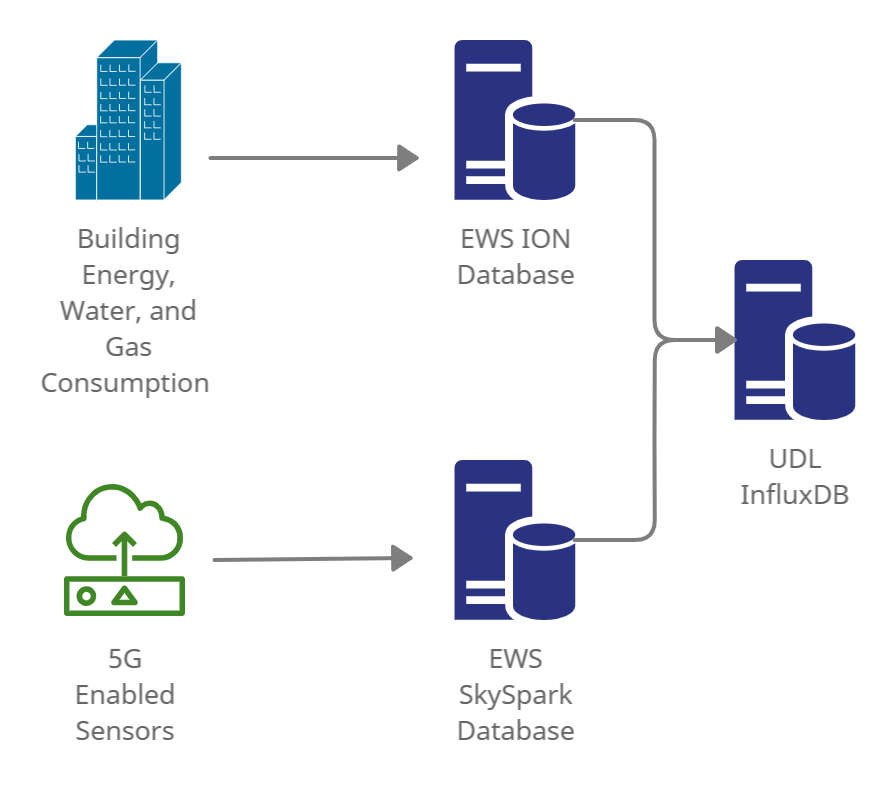 Building
Energy,
Water, and
Gas
Consumption
EWS ION
Database
UDL
InfluxDB
5G
Enabled
Sensors
EWS
SkySpark
Database